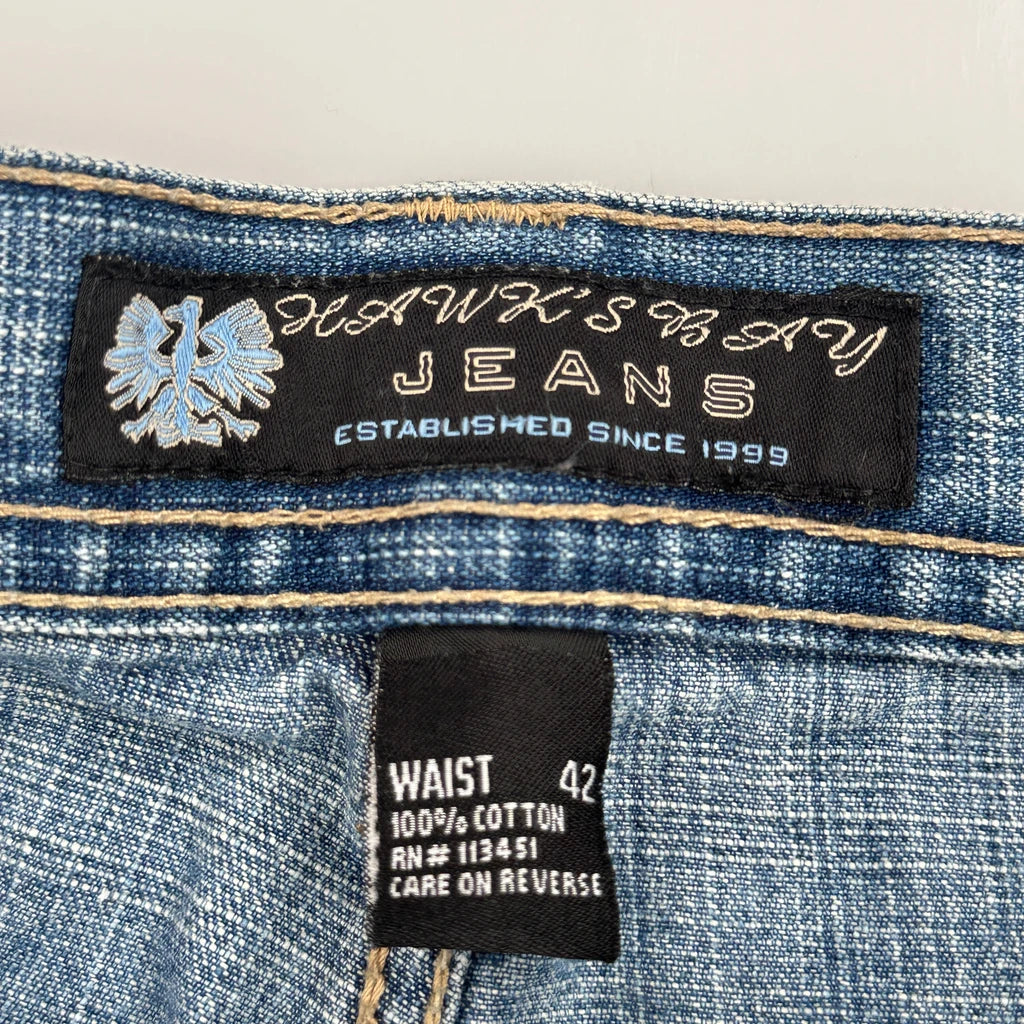 HAWK'S BAY
JEANS
ESTABLISHED SINCE 1999
WAIST 42
100% COTTON
RN# 113451
CARE ON REVERSE